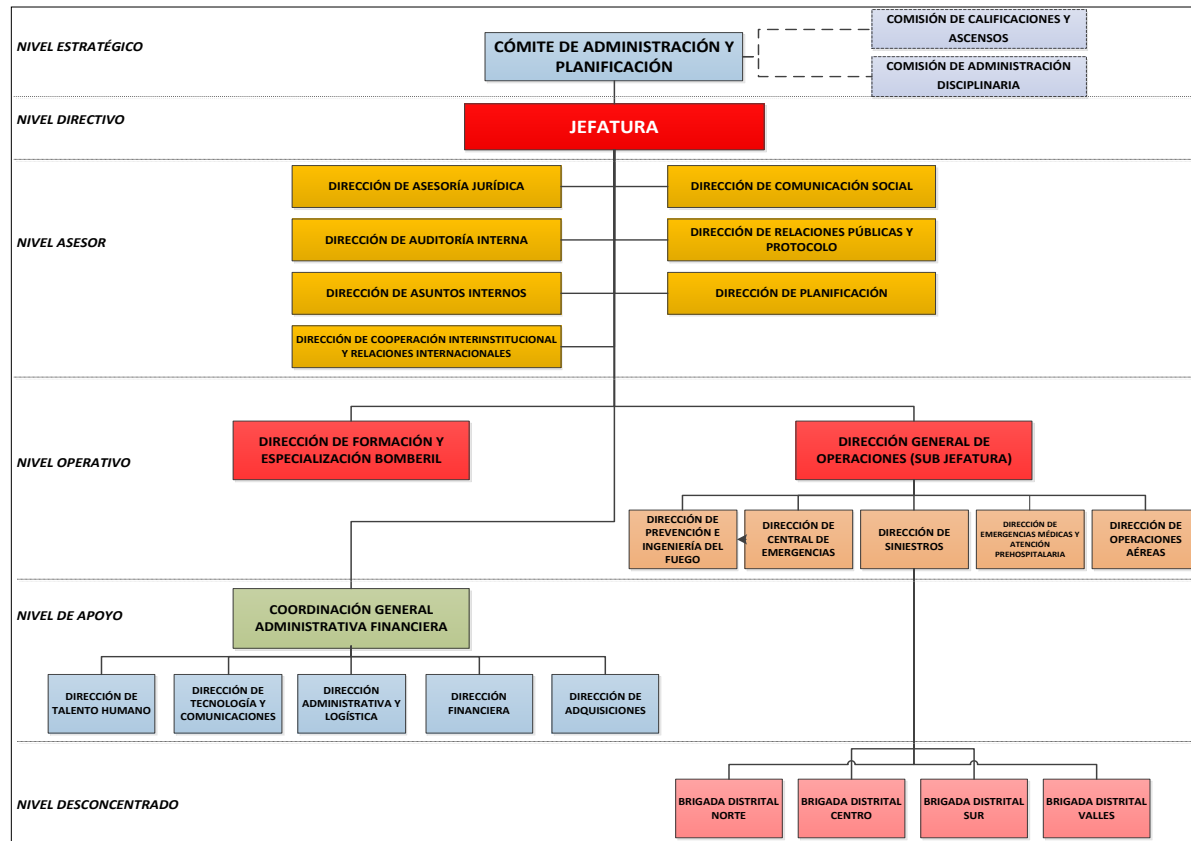 NIVEL ESTRATÉGICO
CÓMITE DE ADMINISTRACIÓN Y
PLANIFICACIÓN
COMISIÓN DE CALIFICACIONES Y
ASCENSOS
COMISIÓN DE ADMINISTRACIÓN
DISCIPLINARIA
NIVEL DIRECTIVO
JEFATURA
NIVEL ASESOR
DIRECCIÓN DE ASESORÍA JURÍDICA
DIRECCIÓN DE COMUNICACIÓN SOCIAL
DIRECCIÓN DE AUDITORÍA INTERNA
DIRECCIÓN DE RELACIONES PÚBLICAS Y
PROTOCOLO
DIRECCIÓN DE ASUNTOS INTERNOS
DIRECCIÓN DE PLANIFICACIÓN
DIRECCIÓN DE COOPERACIÓN INTERINSTITUCIONAL
Y RELACIONES INTERNACIONALES
NIVEL OPERATIVO
DIRECCIÓN DE FORMACIÓN Y
ESPECIALIZACIÓN BOMBERIL
DIRECCIÓN GENERAL DE
OPERACIONES (SUB JEFATURA)
DIRECCIÓN DE
PREVENCIÓN E
INGENIERÍA DEL
FUEGO
DIRECCIÓN DE
CENTRAL DE
EMERGENCIAS
DIRECCIÓN DE
SINIESTROS
DIRECCIÓN DE
EMERGENCIAS MÉDICAS Y
ATENCIÓN
PREHOSPITALARIA
DIRECCIÓN DE
OPERACIONES
AÉREAS
NIVEL DE APOYO
COORDINACIÓN GENERAL
ADMINISTRATIVA FINANCIERA
DIRECCIÓN DE
TALENTO HUMANO
DIRECCIÓN DE
TECNOLOGÍA Y
COMUNICACIONES
DIRECCIÓN
ADMINISTRATIVA Y
LOGÍSTICA
DIRECCIÓN
FINANCIERA
DIRECCIÓN DE
ADQUISICIONES
NIVEL DESCONCENTRADO
BRIGADA DISTRITAL
NORTE
BRIGADA DISTRITAL
CENTRO
BRIGADA DISTRITAL
SUR
BRIGADA DISTRITAL
VALLES